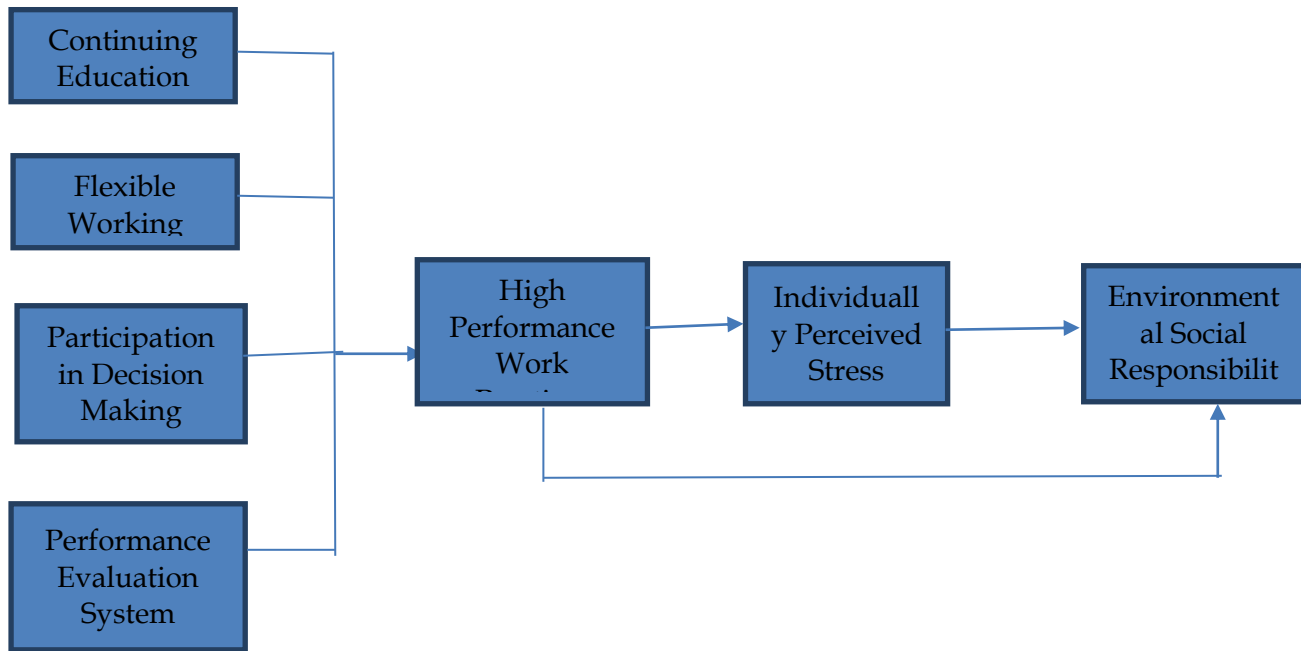 Continuing
Education
Flexible
Working
Participation
in Decision
Making
Performance
Evaluation
System
High
Performance
Work
Individuall
y Perceived
Stress
Environment
al Social
Responsibilit